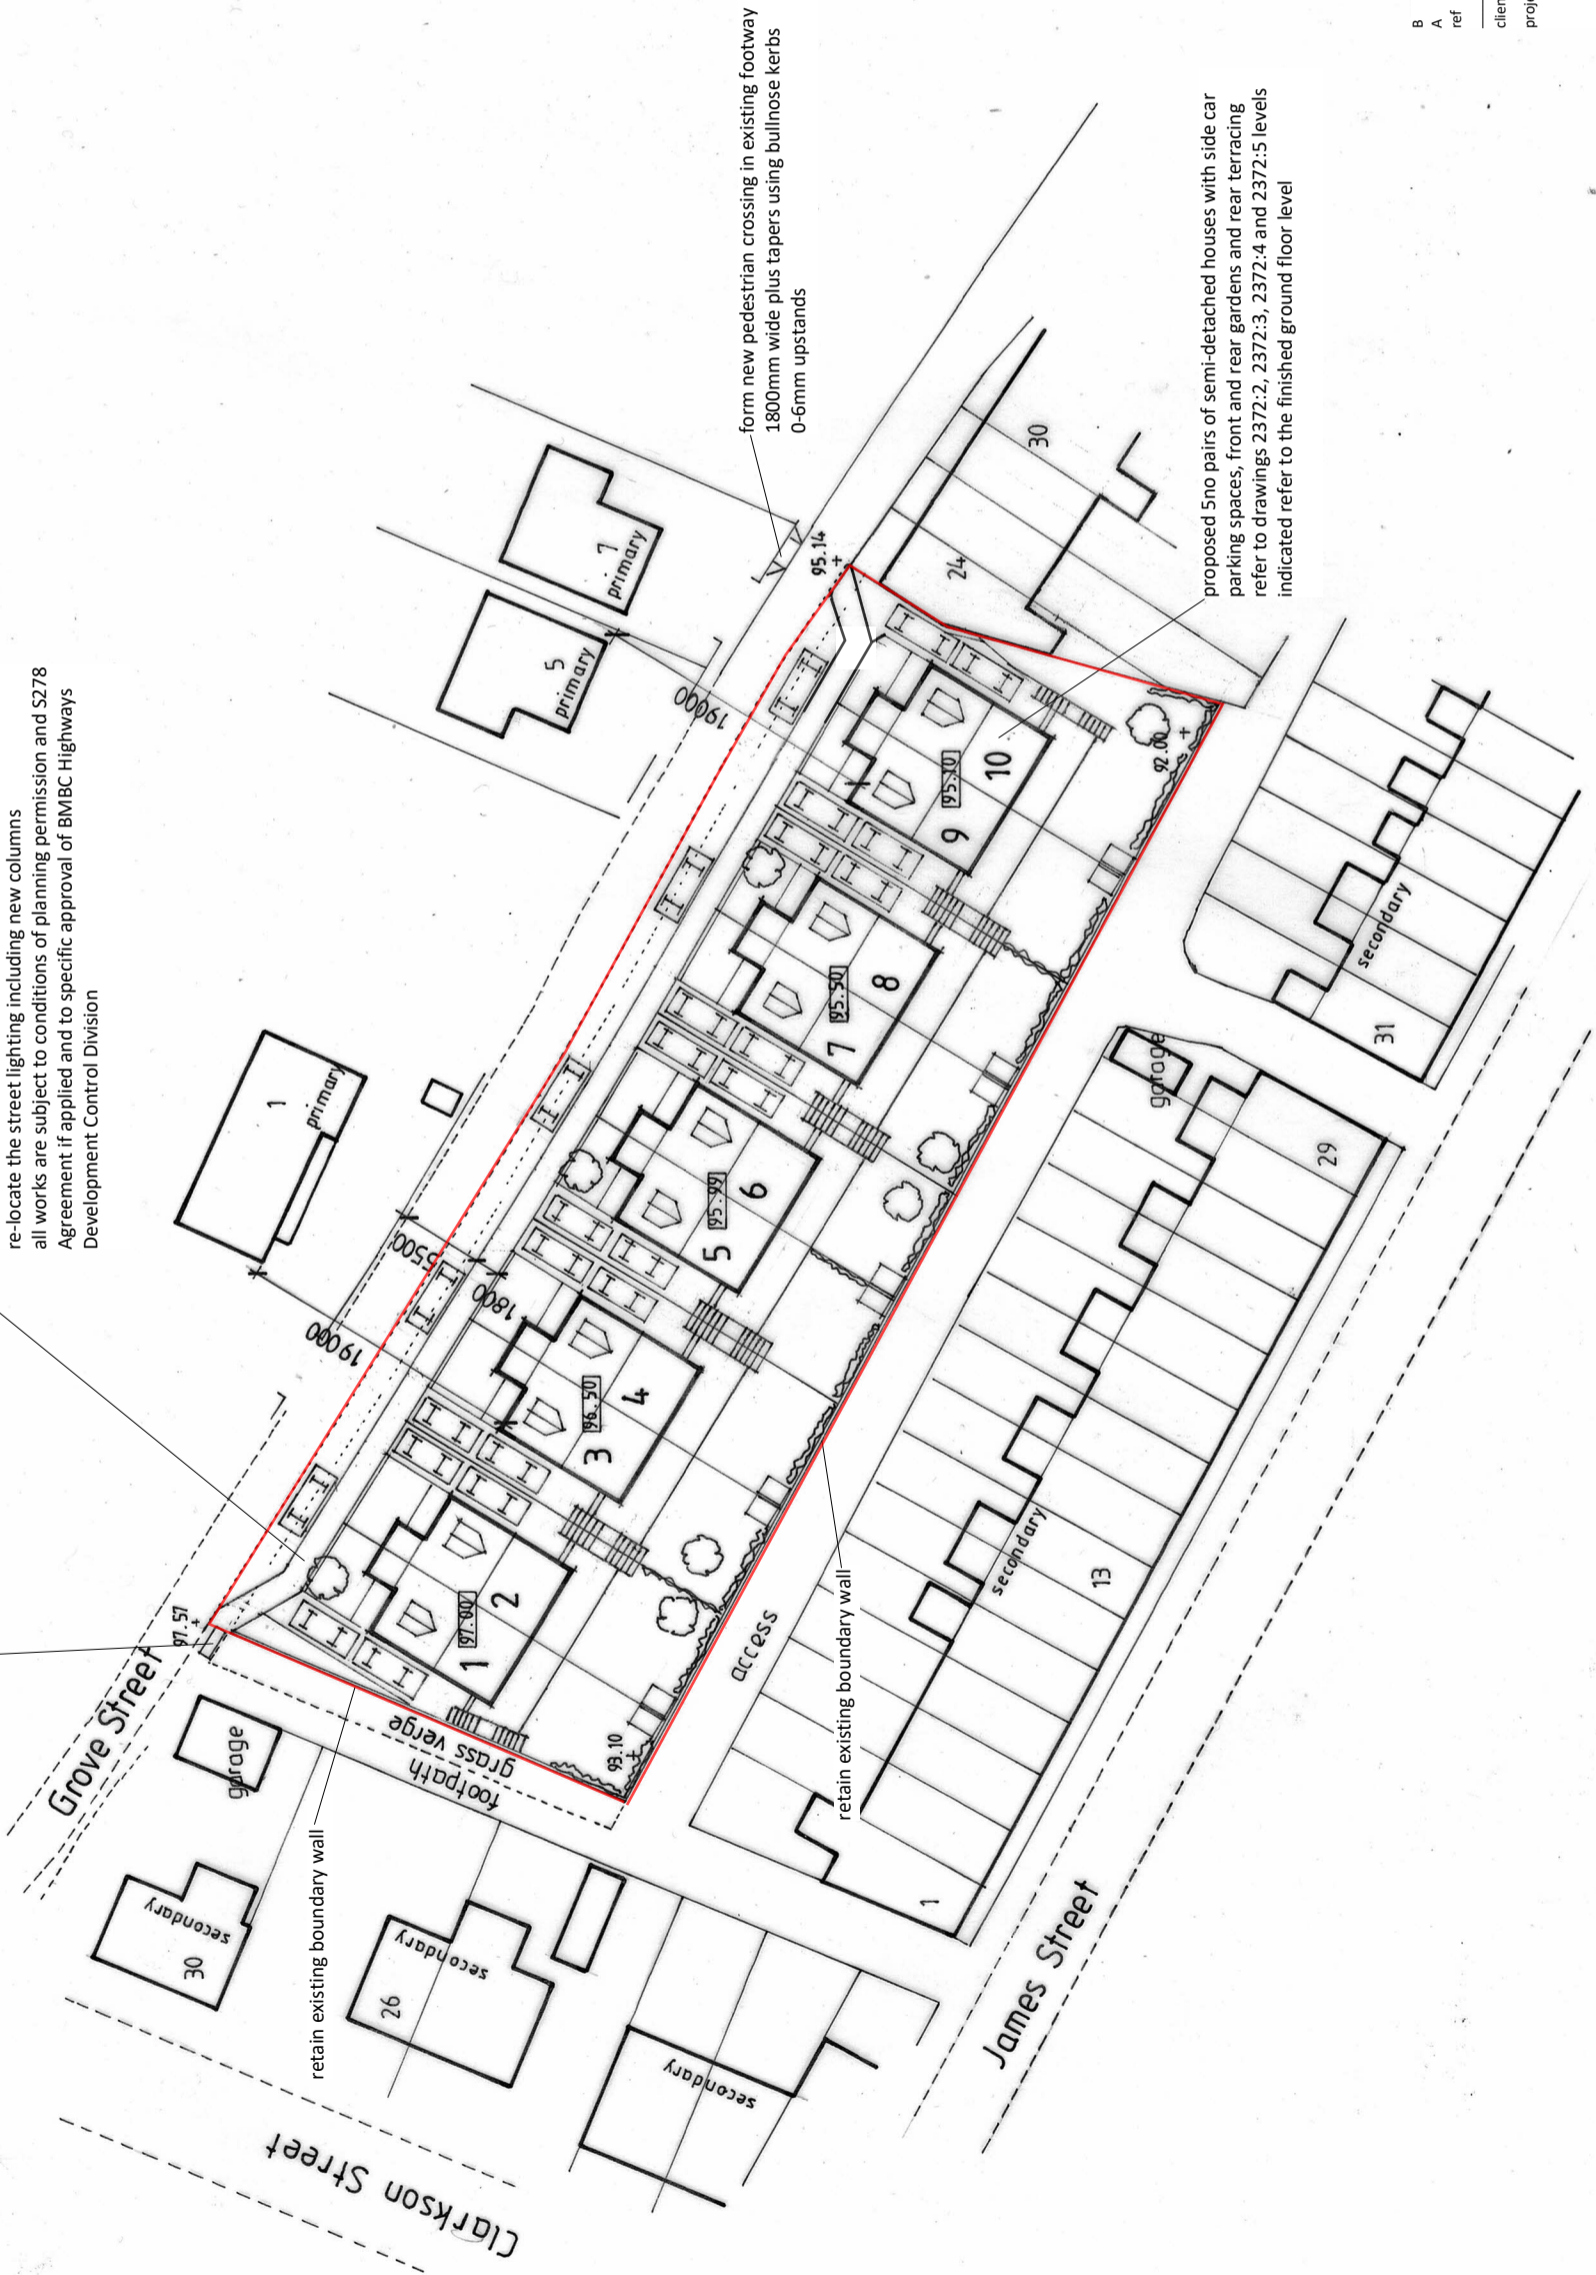 re-locate the street lighting including new columns
all works are subject to conditions of planning permission and S278
Agreement if applied and to specific approval of BMBC Highways
Development Control Division
form new pedestrian crossing in existing footway
1800mm wide plus tapers using bullnose kerbs
0-6mm upstands
proposed 5no pairs of semi-detached houses with side car
parking spaces, front and rear gardens and rear terracing
refer to drawings 2372:2, 2372:3, 2372:4 and 2372:5 levels
indicated refer to the finished ground floor level
B
A
ref
retain existing boundary wall
retain existing boundary wall
Grove Street
Clarkson Street
James Street
access
footpath
grass verge
garage
garage
1
primary
5
primary
7
primary
30
secondary
26
secondary
secondary
1
13
secondary
29
31
secondary
24
30
97.57
95.14
93.10
92.00
19000
5500
1800
19000
1
2
97.00
3
4
96.50
5
6
95.99
7
8
95.50
9
10
95.10